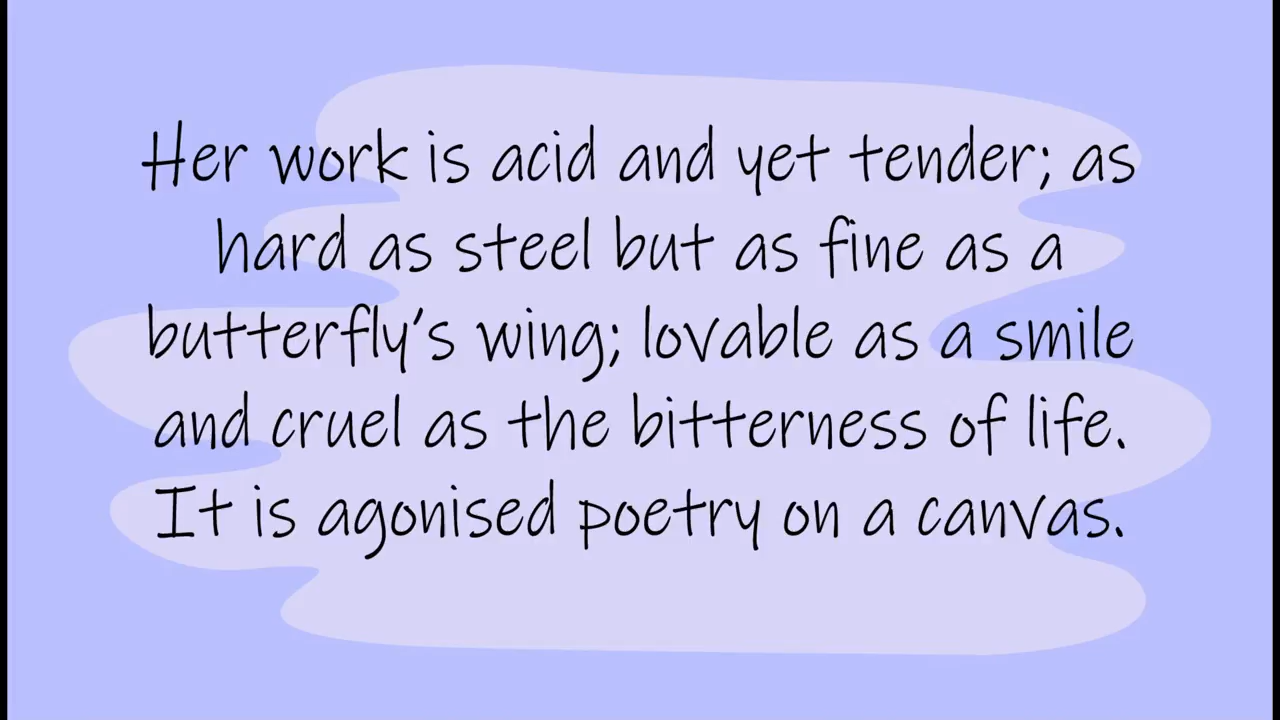 Her work is acid and yet tender; as
hard as steel but as fine as a
butterfly's wing; lovable as a smile
and cruel as the bitterness of life.
It is agonised poetry on a canvas.